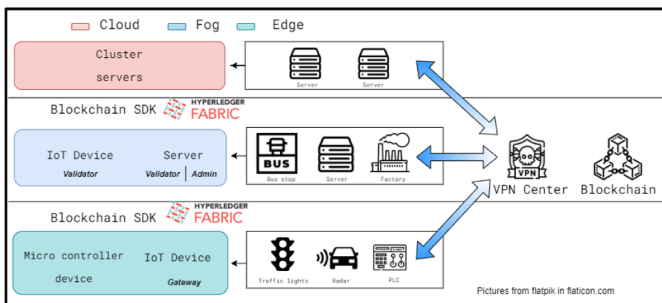 Cloud Fog Edge
Cluster
servers
Server Server
Blockchain SDK HYPERLEDGER
FABRIC
IoT Device Server
Validator Validator | Admin
BUS
Bus stop Server Factory
VPN
VPN Center Blockchain
Blockchain SDK HYPERLEDGER
FABRIC
Micro controller IoT Device
device Gateway
Traffic lights Radar PLC
Pictures from flatpik in flaticon.com